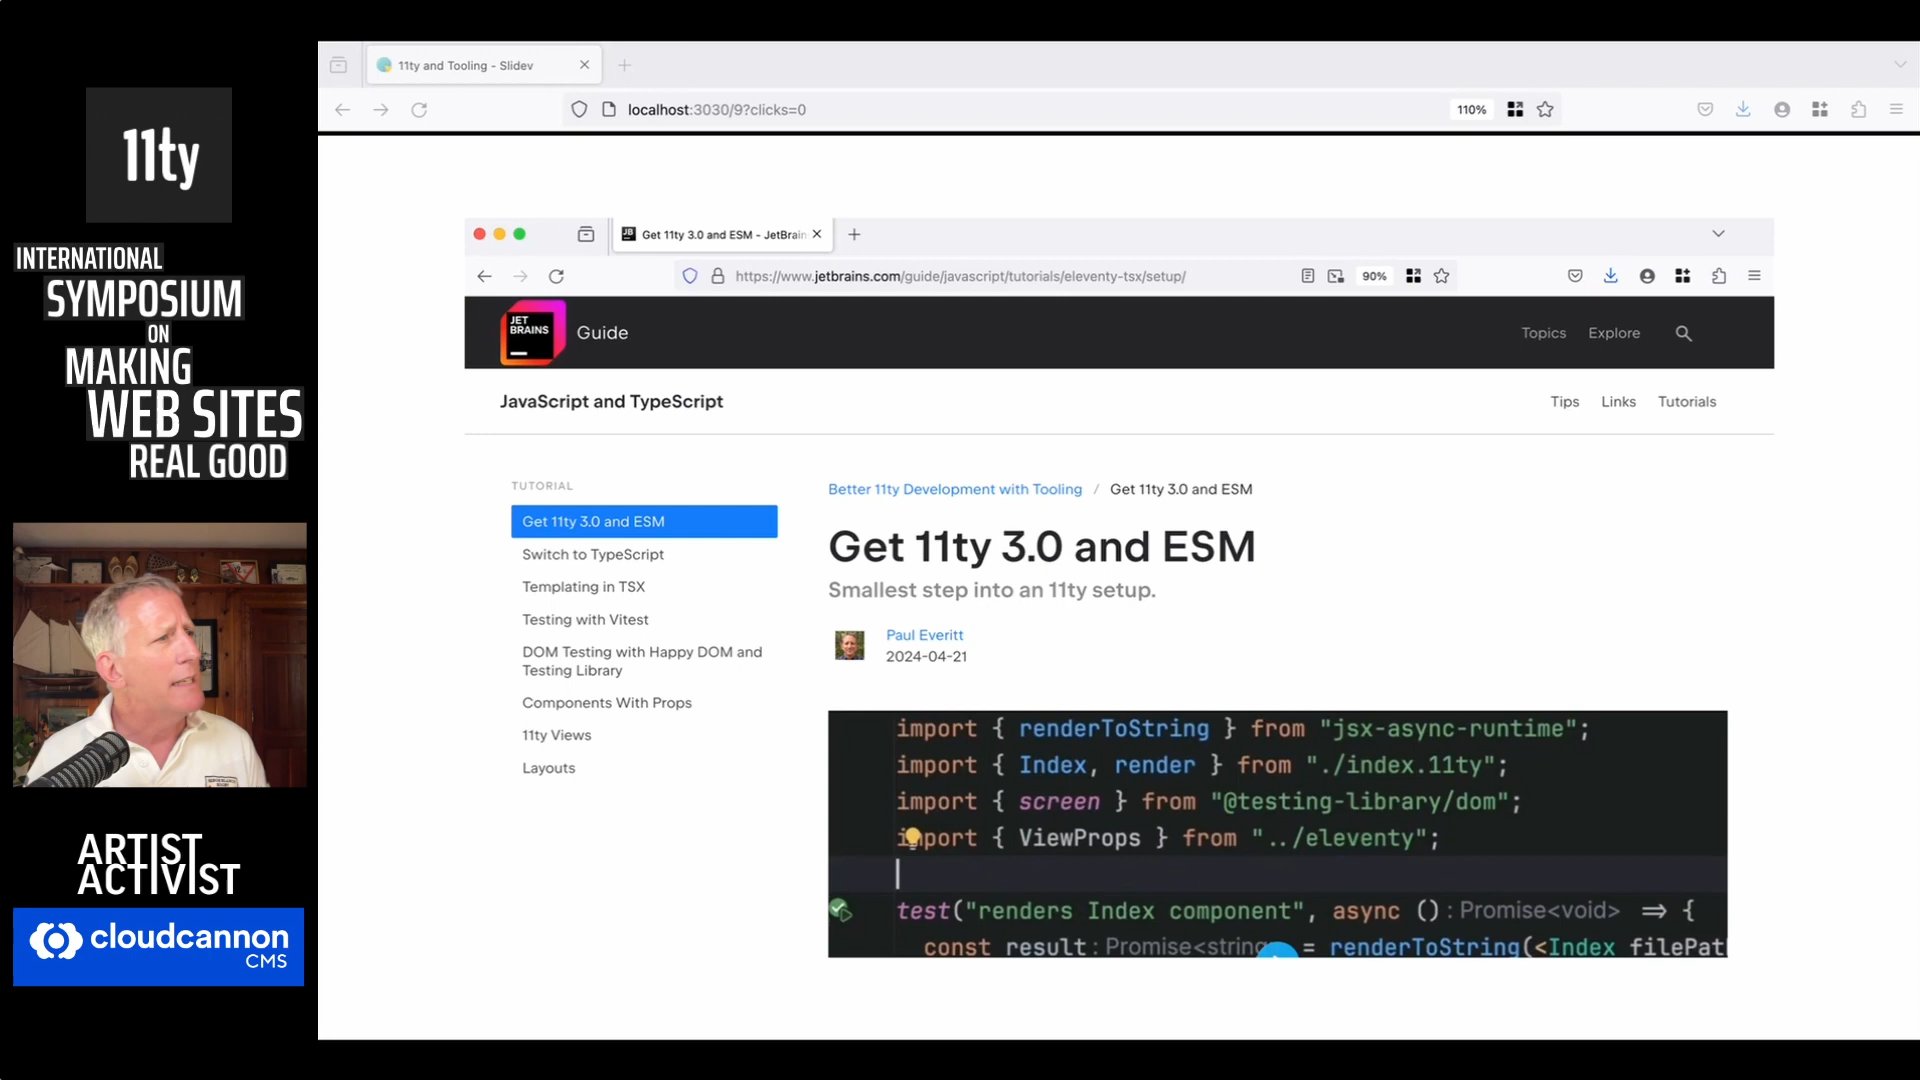 11ty
INTERNATIONAL
SYMPOSIUM
ON
MAKING
WEB SITES
REAL GOOD
ARTIST
ACTIVIST
cloudcannon
CMS
11ty and Tooling - Slidev
localhost:3030/9?clicks=0
110%
Get 11ty 3.0 and ESM - JetBrain
https://www.jetbrains.com/guide/javascript/tutorials/eleventy-tsx/setup/
90%
JET
BRAINS
Guide
Topics
Explore
JavaScript and TypeScript
Tips
Links
Tutorials
TUTORIAL
Get 11ty 3.0 and ESM
Switch to TypeScript
Templating in TSX
Testing with Vitest
DOM Testing with Happy DOM and
Testing Library
Components With Props
11ty Views
Layouts
Better 11ty Development with Tooling / Get 11ty 3.0 and ESM
Get 11ty 3.0 and ESM
Smallest step into an 11ty setup.
Paul Everitt
2024-04-21
import { renderToString } from "jsx-async-runtime";
import { Index, render } from "./index.11ty";
import { screen } from "@testing-library/dom";
import { ViewProps } from "../eleventy";
test("renders Index component", async () : Promise<void> => {
const result : Promise<string = renderToString(<Index filePat